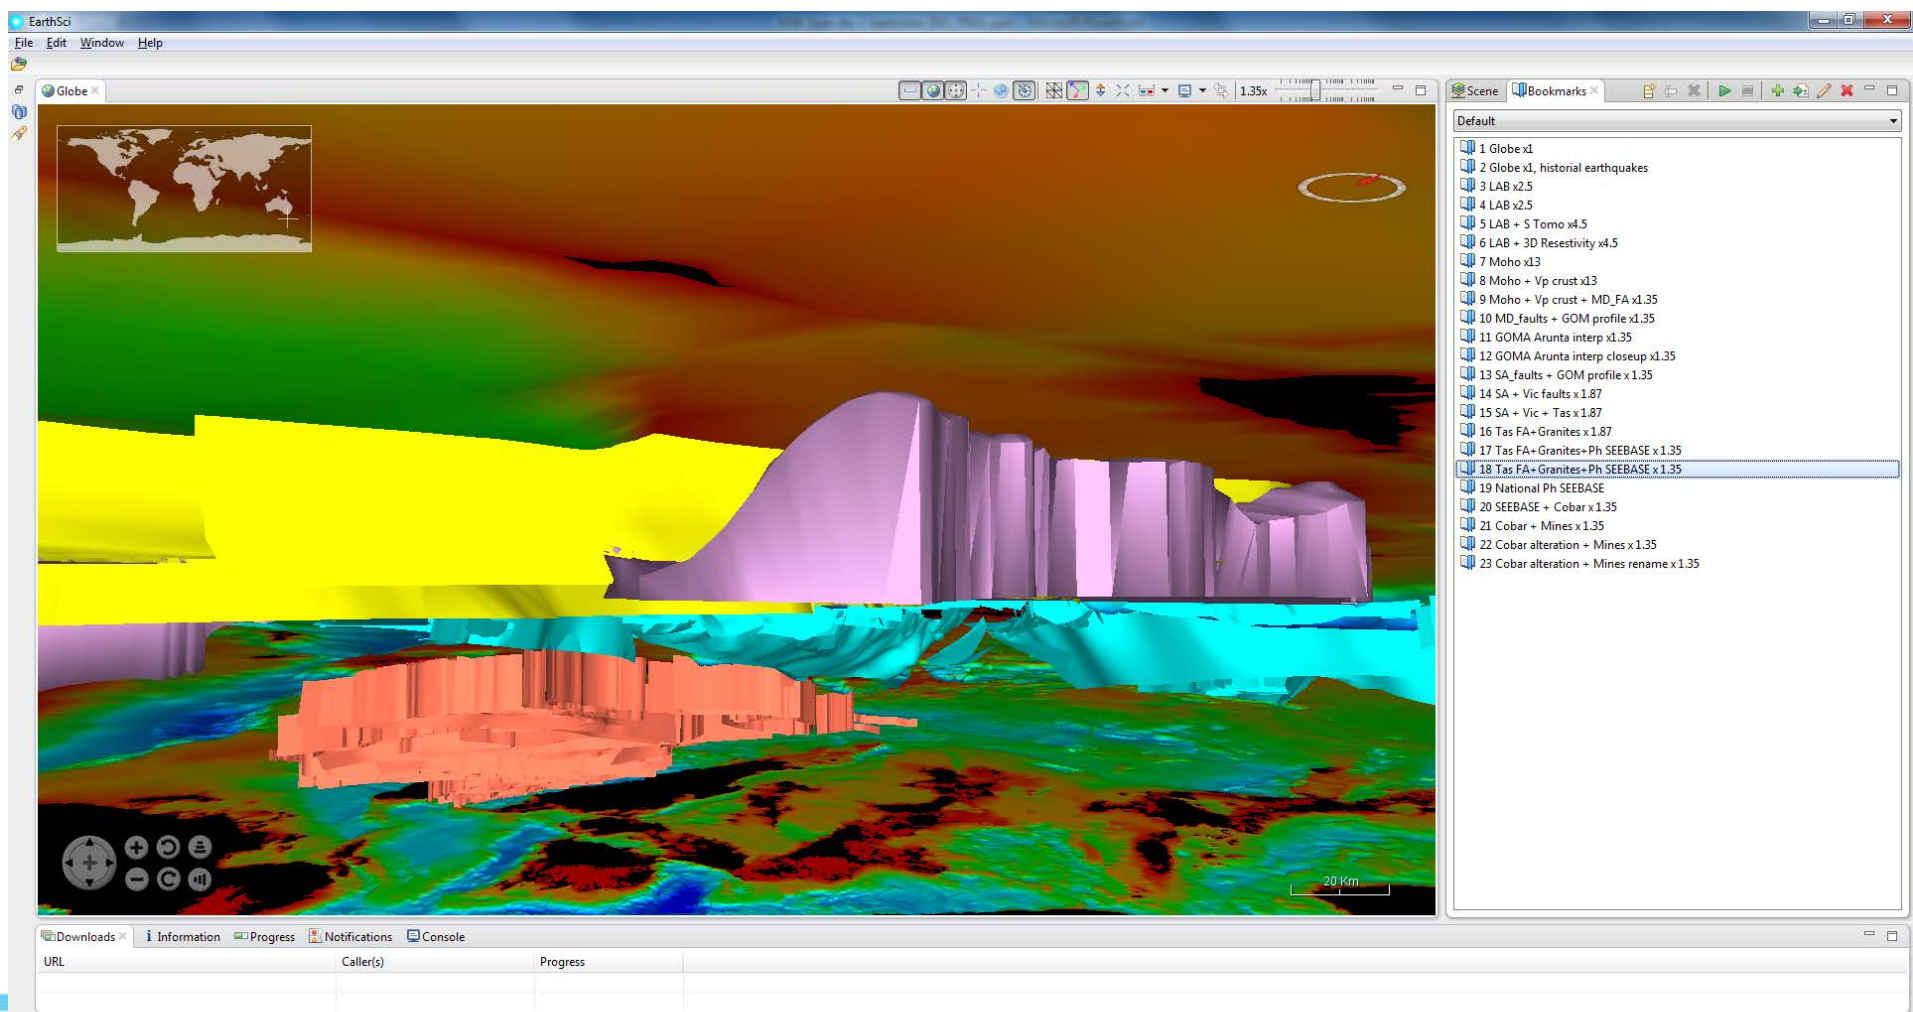 EarthSci
File Edit Window Help
Globe
1.35x
Scene Bookmarks
Default
1 Globe x1
2 Globe x1, historial earthquakes
3 LAB x2.5
4 LAB x2.5
5 LAB + S Tomo x4.5
6 LAB + 3D Resestivity x4.5
7 Moho x13
8 Moho + Vp crust x13
9 Moho + Vp crust + MD_FA x1.35
10 MD_faults + GOM profile x1.35
11 GOMA Arunta interp x1.35
12 GOMA Arunta interp closeup x1.35
13 SA_faults + GOM profile x 1.35
14 SA + Vic faults x 1.87
15 SA + Vic + Tas x 1.87
16 Tas FA+Granites x 1.87
17 Tas FA+Granites+Ph SEEBASE x 1.35
18 Tas FA+Granites+Ph SEEBASE x 1.35
19 National Ph SEEBASE
20 SEEBASE + Cobar x 1.35
21 Cobar + Mines x 1.35
22 Cobar alteration + Mines x 1.35
23 Cobar alteration + Mines rename x 1.35
20 Km
Downloads Information Progress Notifications Console
URL Caller(s) Progress